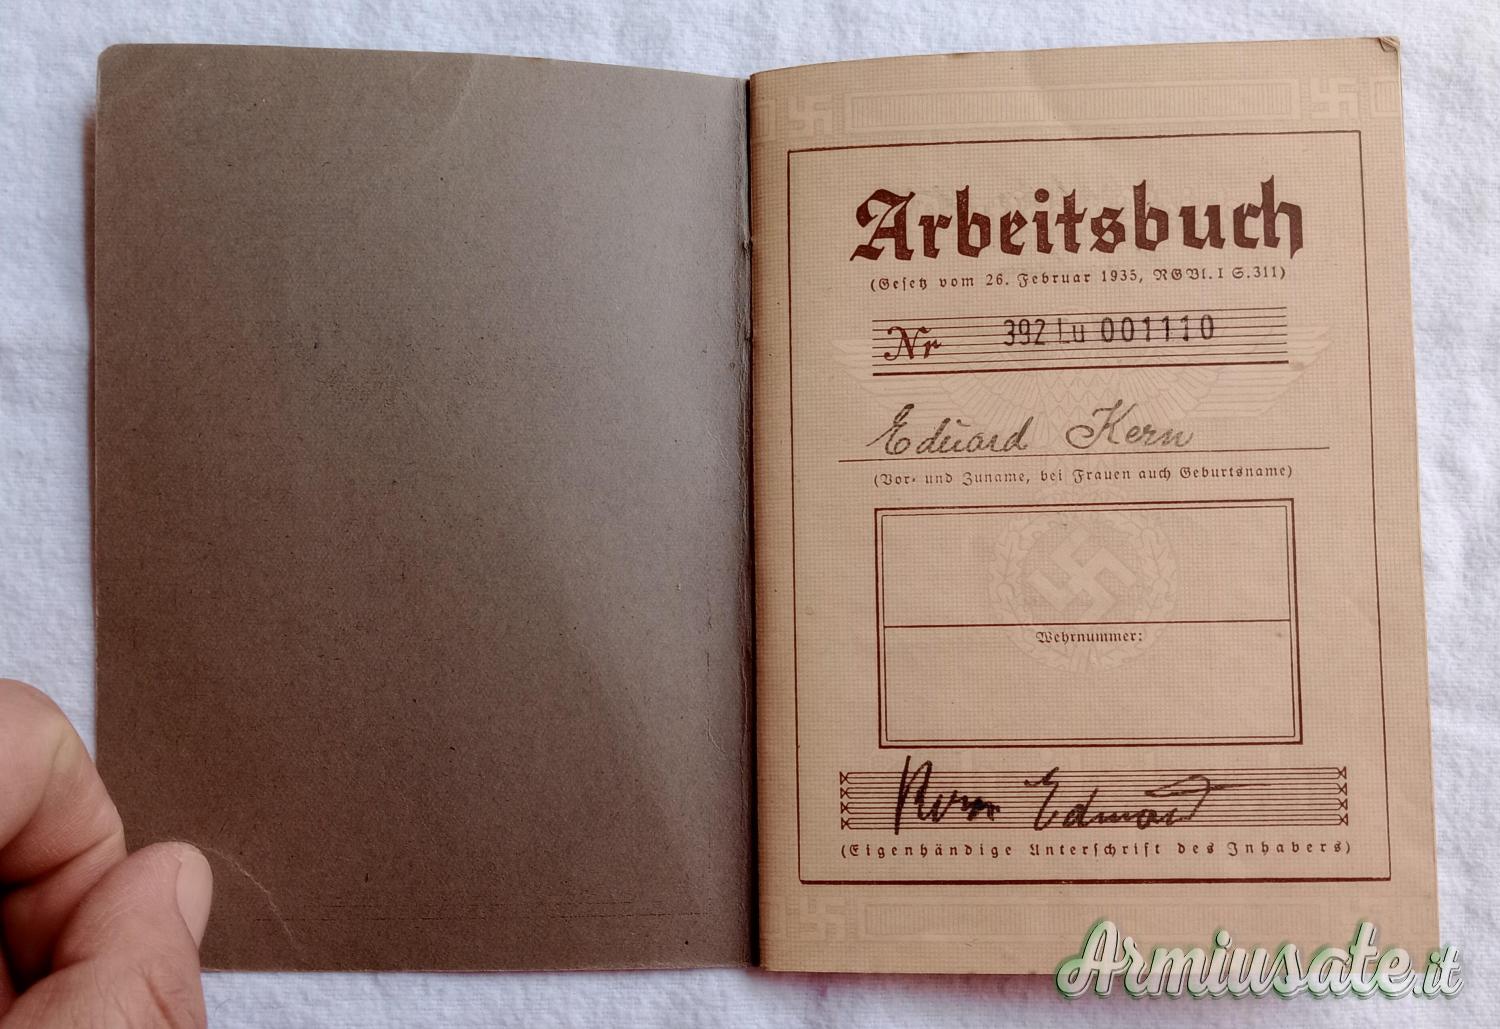 Arbeitsbuch
(Gesetz vom 26. Februar 1935, RGBl. I S. 311)
Nr 392 Lu 001110
Eduard Kern
(Vor- und Zuname, bei Frauen auch Geburtsname)
Wehrnummer:
Kern Eduard
(Eigenhändige Unterschrift des Inhabers)
Armiusate.it